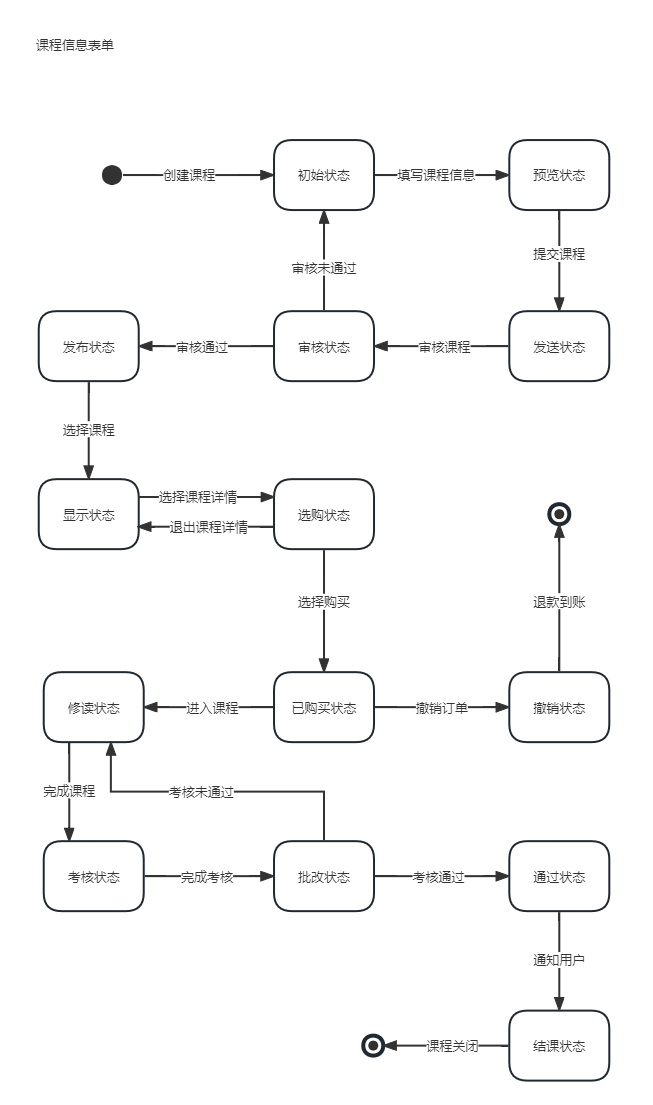 课程信息表单
创建课程
初始状态
填写课程信息
预览状态
提交课程
审核未通过
发布状态
审核通过
审核状态
审核课程
发送状态
选择课程
显示状态
选择课程详情
退出课程详情
选购状态
选择购买
退款到账
修读状态
进入课程
已购买状态
撤销订单
撤销状态
完成课程
考核未通过
考核状态
完成考核
批改状态
考核通过
通过状态
通知用户
课程关闭
结课状态